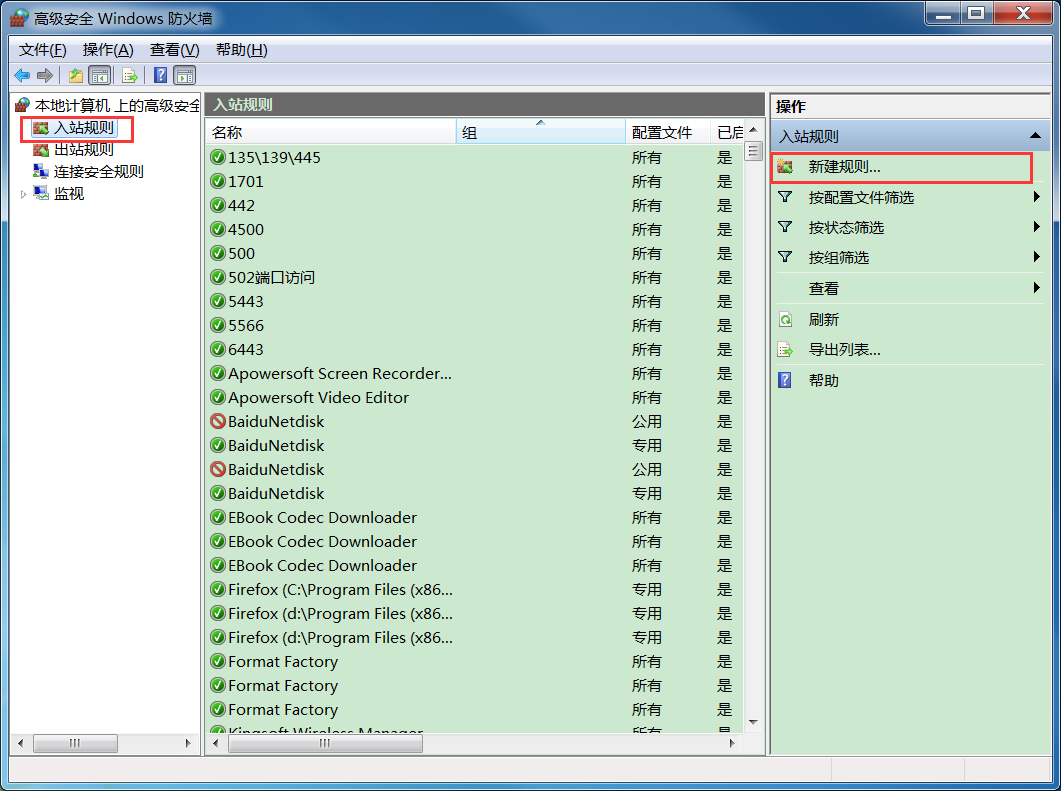 高级安全 Windows 防火墙
文件(F) 操作(A) 查看(V) 帮助(H)
本地计算机 上的高级安全
入站规则
出站规则
连接安全规则
监视
入站规则
名称 组 配置文件 已启
135\139\445 所有 是
1701 所有 是
442 所有 是
4500 所有 是
500 所有 是
502端口访问 所有 是
5443 所有 是
5566 所有 是
6443 所有 是
Apowersoft Screen Recorder... 所有 是
Apowersoft Video Editor 所有 是
BaiduNetdisk 公用 是
BaiduNetdisk 专用 是
BaiduNetdisk 公用 是
BaiduNetdisk 专用 是
EBook Codec Downloader 所有 是
EBook Codec Downloader 所有 是
EBook Codec Downloader 所有 是
Firefox (C:\Program Files (x86... 专用 是
Firefox (d:\Program Files (x86... 专用 是
Firefox (d:\Program Files (x86... 专用 是
Format Factory 所有 是
Format Factory 所有 是
Format Factory 所有 是
Kingsoft Wireless Manager 所有 是
操作
入站规则
新建规则...
按配置文件筛选
按状态筛选
按组筛选
查看
刷新
导出列表...
帮助